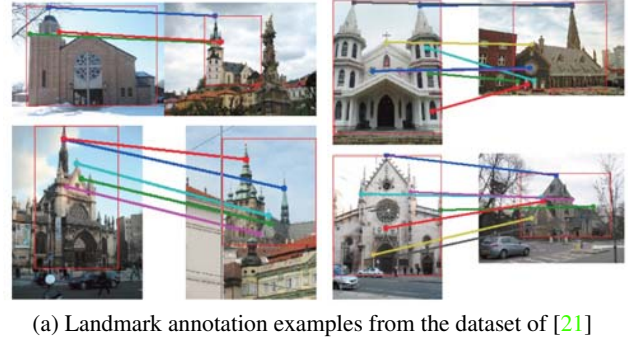 (a) Landmark annotation examples from the dataset of [21]